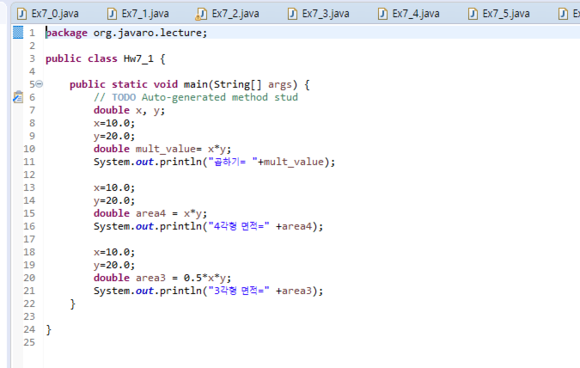 Ex7_0.java Ex7_1.java Ex7_2.java Ex7_3.java Ex7_4.java Ex7_5.java Ex
1 package org.javaro.lecture;
2
3 public class Hw7_1 {
4
5 public static void main(String[] args) {
6 // TODO Auto-generated method stud
7 double x, y;
8 x=10.0;
9 y=20.0;
10 double mult_value= x*y;
11 System.out.println("곱하기= "+mult_value);
12
13 x=10.0;
14 y=20.0;
15 double area4 = x*y;
16 System.out.println("4각형 면적=" +area4);
17
18 x=10.0;
19 y=20.0;
20 double area3 = 0.5*x*y;
21 System.out.println("3각형 면적=" +area3);
22 }
23
24 }
25